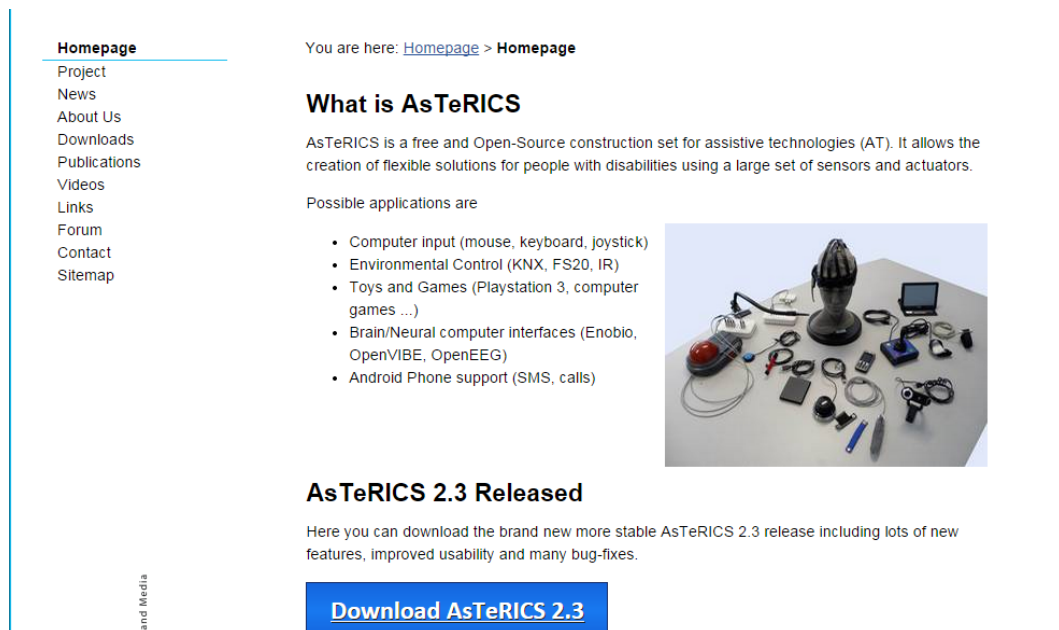 Homepage
Project
News
About Us
Downloads
Publications
Videos
Links
Forum
Contact
Sitemap
and Media
You are here: Homepage > Homepage
What is AsTeRICS
AsTeRICS is a free and Open-Source construction set for assistive technologies (AT). It allows the
creation of flexible solutions for people with disabilities using a large set of sensors and actuators.
Possible applications are
• Computer input (mouse, keyboard, joystick)
• Environmental Control (KNX, FS20, IR)
• Toys and Games (Playstation 3, computer
games ...)
• Brain/Neural computer interfaces (Enobio,
OpenVIBE, OpenEEG)
• Android Phone support (SMS, calls)
AsTeRICS 2.3 Released
Here you can download the brand new more stable AsTeRICS 2.3 release including lots of new
features, improved usability and many bug-fixes.
Download AsTeRICS 2.3